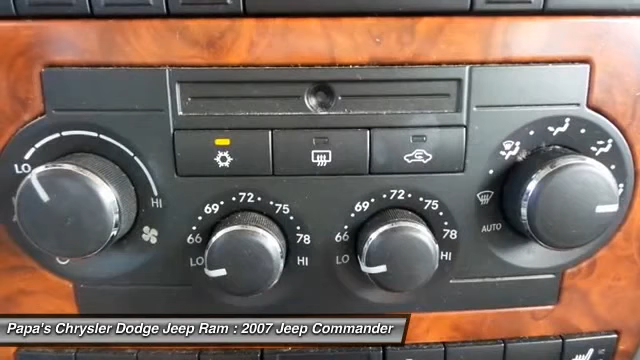 LO HI
66 69 72 75 78
LO HI
66 69 72 75 78
LO HI
AUTO
Papa's Chrysler Dodge Jeep Ram : 2007 Jeep Commander